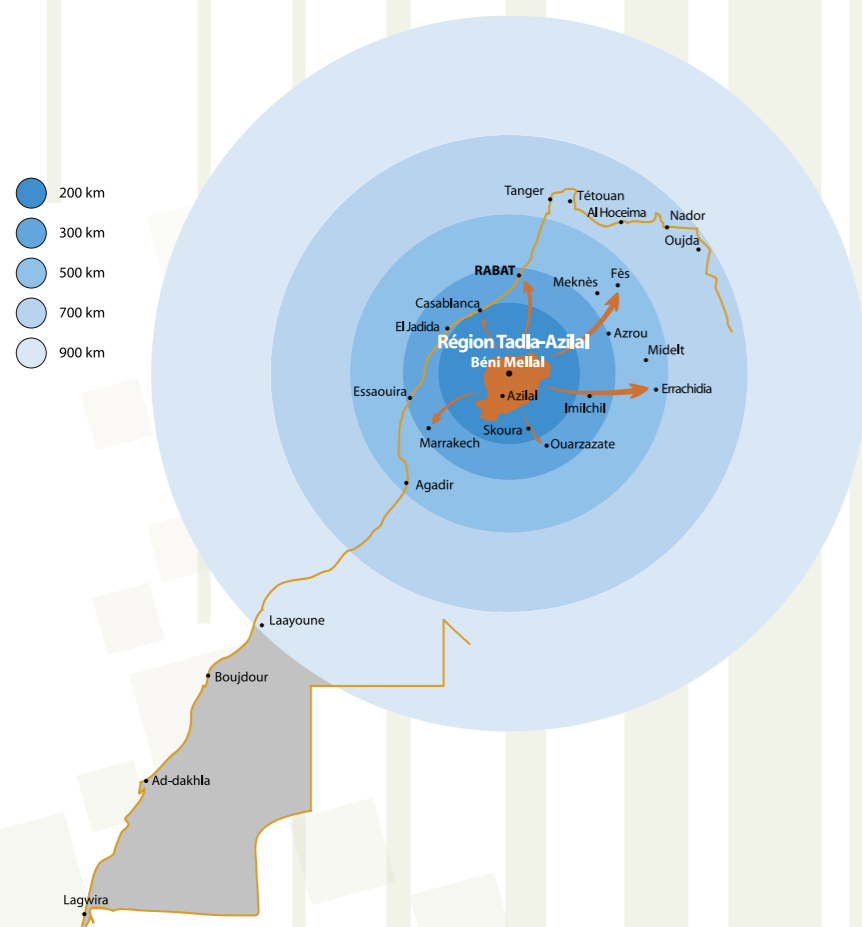 200 km
300 km
500 km
700 km
900 km
Tanger
Tétouan
Al Hoceima
Nador
Oujda
RABAT
Fès
Meknès
Casablanca
El Jadida
Azrou
Région Tadla-Azilal
Midelt
Béni Mellal
Errachidia
Essaouira
Azilal
Imilchil
Skoura
Marrakech
Ouarzazate
Agadir
Laayoune
Boujdour
Ad-dakhla
Lagwira